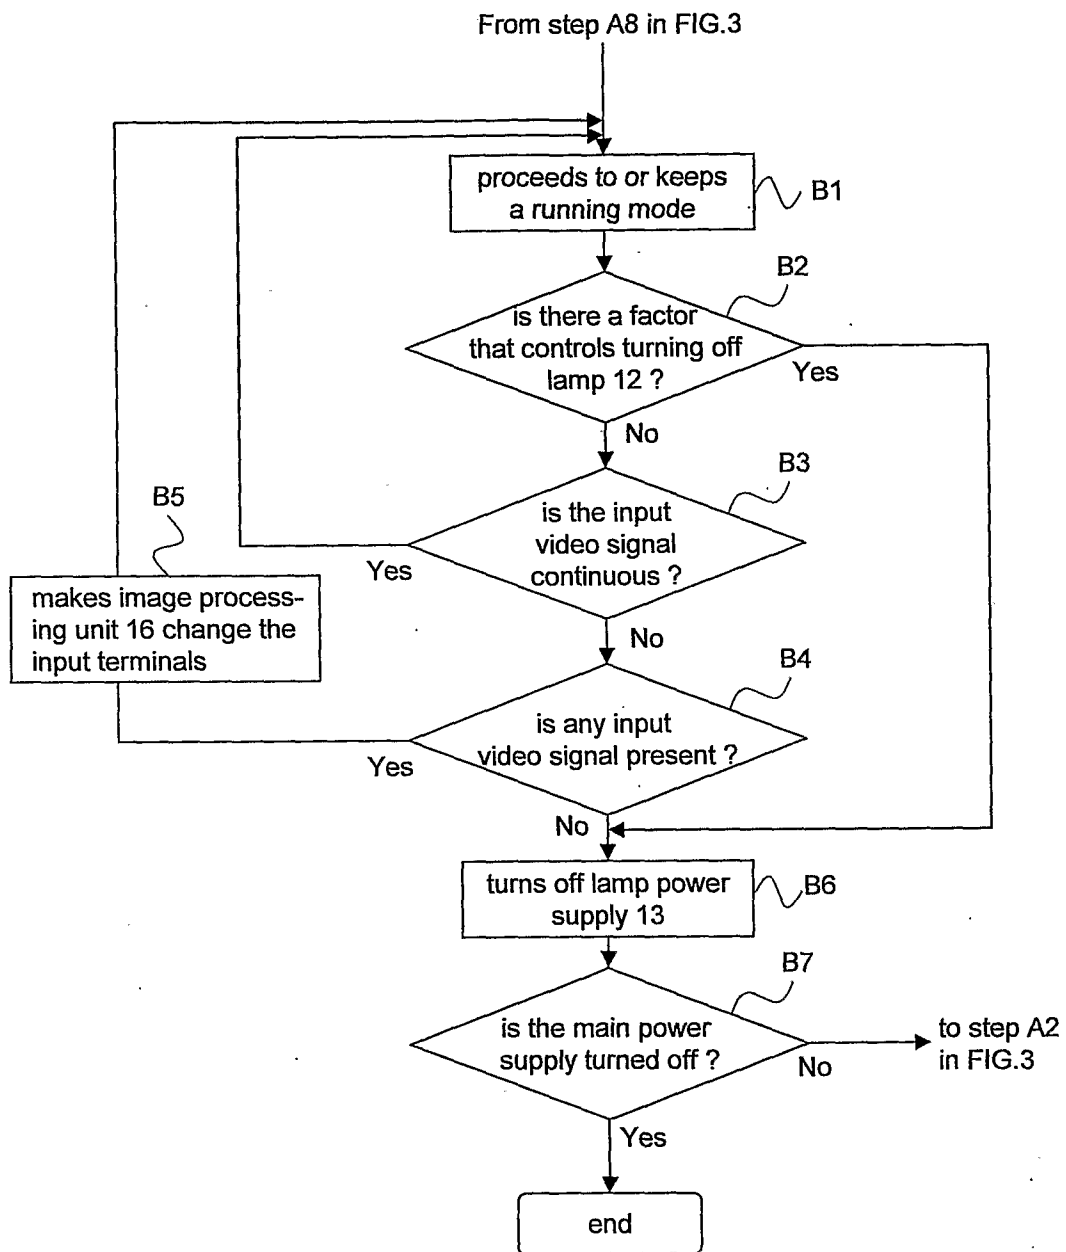 From step A8 in FIG.3
proceeds to or keeps
a running mode
B1
B2
is there a factor
that controls turning off
lamp 12 ?
Yes
No
B3
is the input
video signal
continuous ?
Yes
No
B5
makes image process-
ing unit 16 change the
input terminals
B4
is any input
video signal present ?
Yes
No
turns off lamp power
supply 13
B6
B7
is the main power
supply turned off ?
No
to step A2
in FIG.3
Yes
end